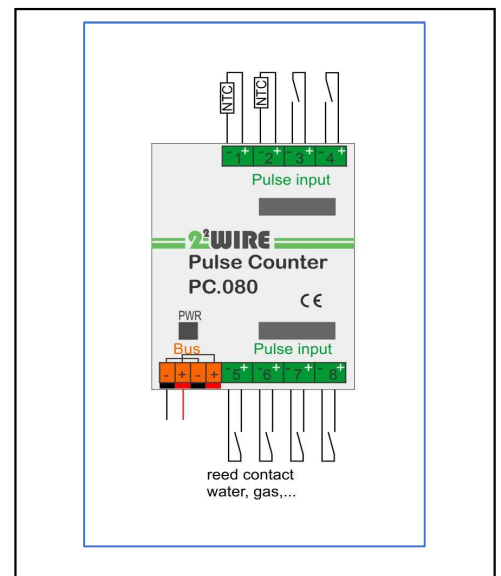 NTC NTC
- 1 + - 2 + - 3 + - 4 +
Pulse input
2²WIRE
Pulse Counter
PC.080
CE
PWR
Bus Pulse input
- + - + - 5 + - 6 + - 7 + - 8 +
reed contact
water, gas,...